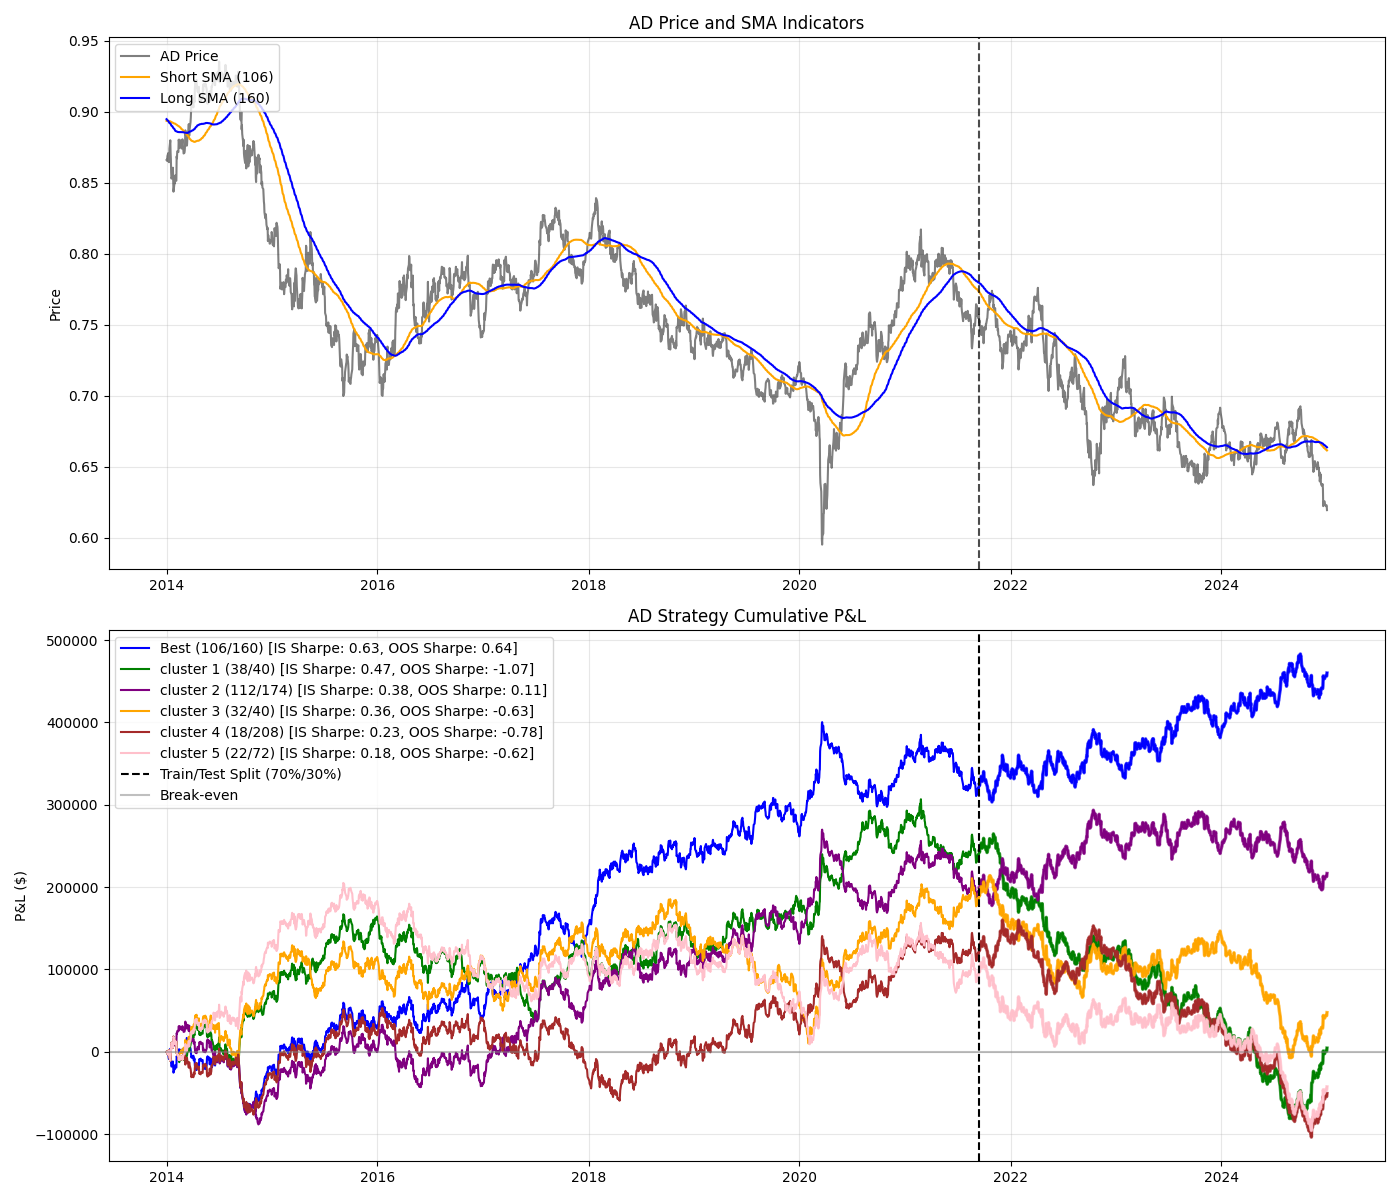 AD Price and SMA Indicators
0.95
0.90
0.85
0.80
0.75
0.70
0.65
0.60
Price
AD Price
Short SMA (106)
Long SMA (160)
2014
2016
2018
2020
2022
2024
AD Strategy Cumulative P&L
500000
400000
300000
200000
100000
0
−100000
P&L ($)
Best (106/160) [IS Sharpe: 0.63, OOS Sharpe: 0.64]
cluster 1 (38/40) [IS Sharpe: 0.47, OOS Sharpe: -1.07]
cluster 2 (112/174) [IS Sharpe: 0.38, OOS Sharpe: 0.11]
cluster 3 (32/40) [IS Sharpe: 0.36, OOS Sharpe: -0.63]
cluster 4 (18/208) [IS Sharpe: 0.23, OOS Sharpe: -0.78]
cluster 5 (22/72) [IS Sharpe: 0.18, OOS Sharpe: -0.62]
Train/Test Split (70%/30%)
Break-even
2014
2016
2018
2020
2022
2024